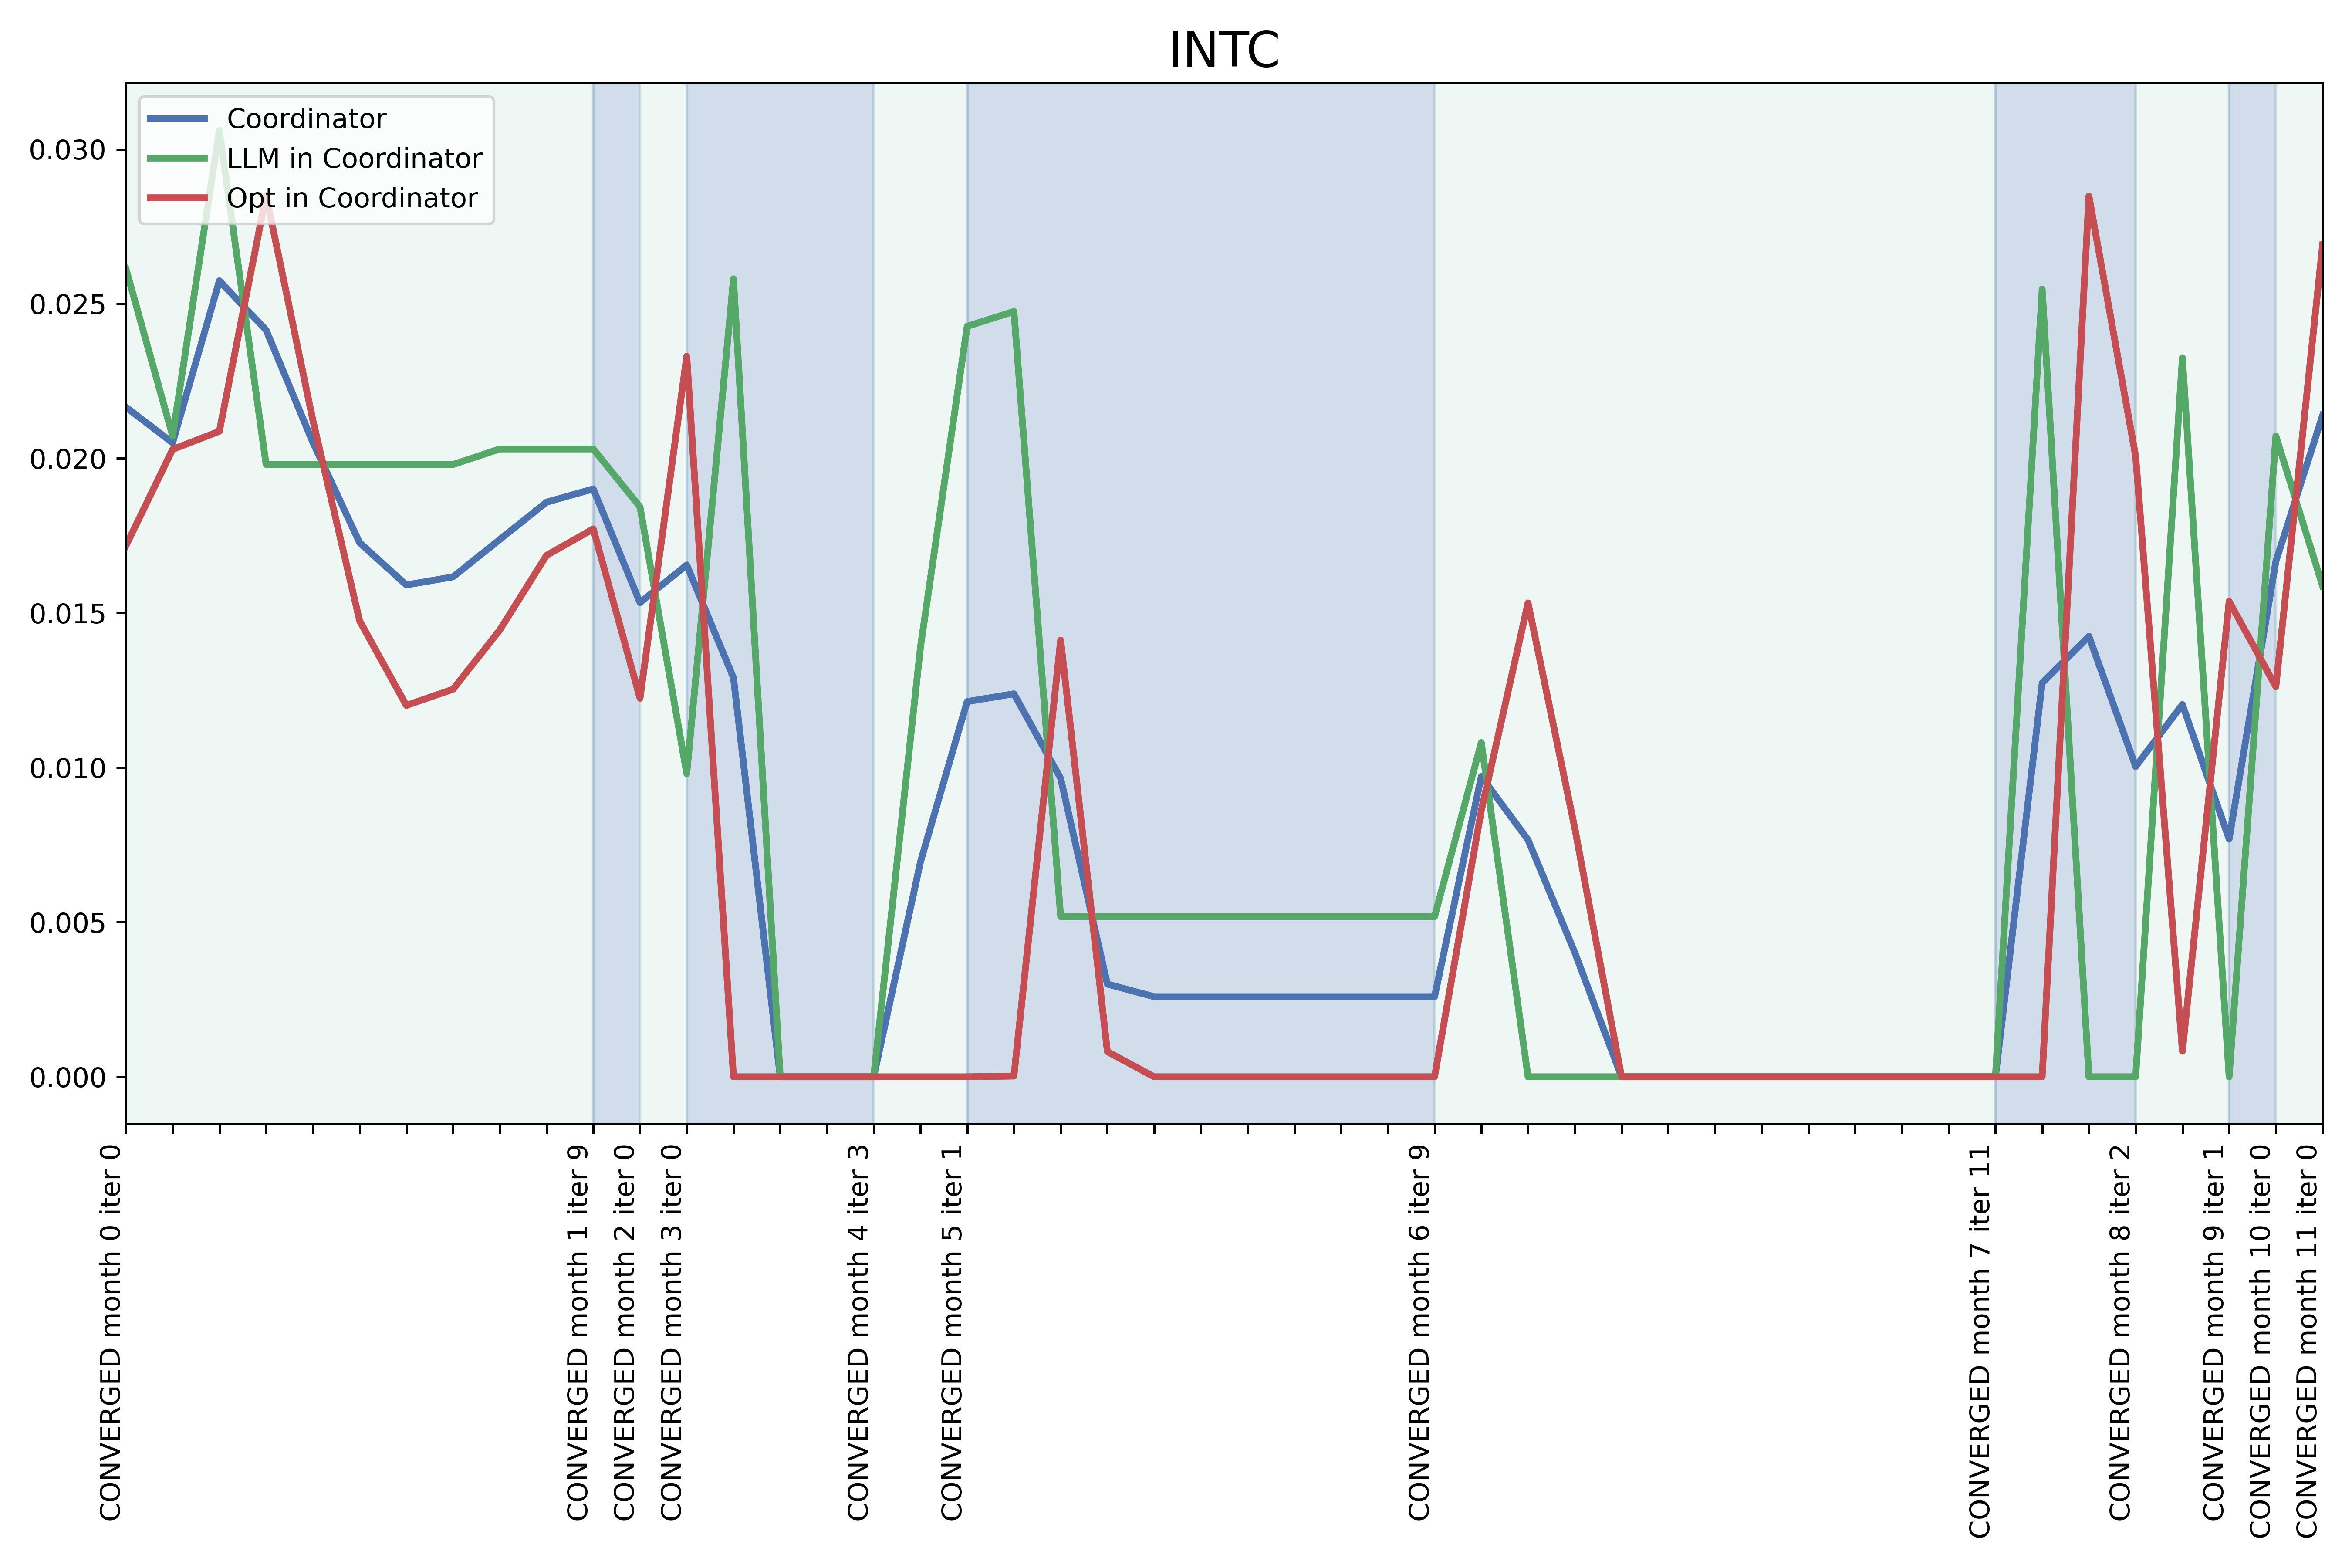 INTC
Coordinator
LLM in Coordinator
Opt in Coordinator
0.030
0.025
0.020
0.015
0.010
0.005
0.000
CONVERGED month 0 iter 0
CONVERGED month 1 iter 9
CONVERGED month 2 iter 0
CONVERGED month 3 iter 0
CONVERGED month 4 iter 3
CONVERGED month 5 iter 1
CONVERGED month 6 iter 9
CONVERGED month 7 iter 11
CONVERGED month 8 iter 2
CONVERGED month 9 iter 1
CONVERGED month 10 iter 0
CONVERGED month 11 iter 0